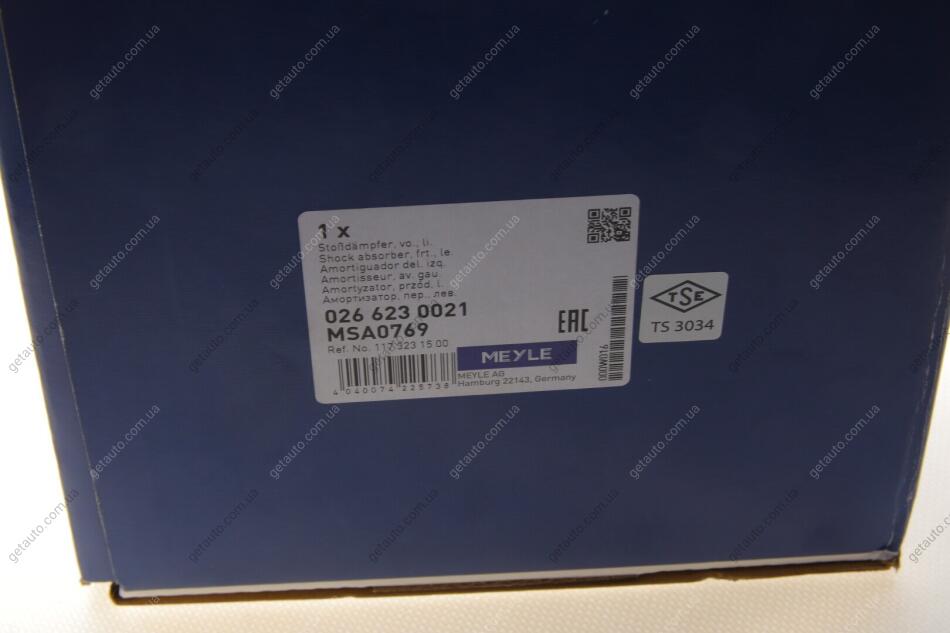 1 x
Stoßdämpfer, vo., li.
Shock absorber, frt., le.
Amortiguador del. izq.
Amortisseur, av. gau.
Amortyzator, przód. l.
Амортизатор, пер., лев.
026 623 0021
MSA0769
Ref. No. 117 323 15 00
EAC
MEYLE
MEYLE AG
Hamburg 22143, Germany
4 040074 225738
TSE
TS 3034
getauto.com.ua